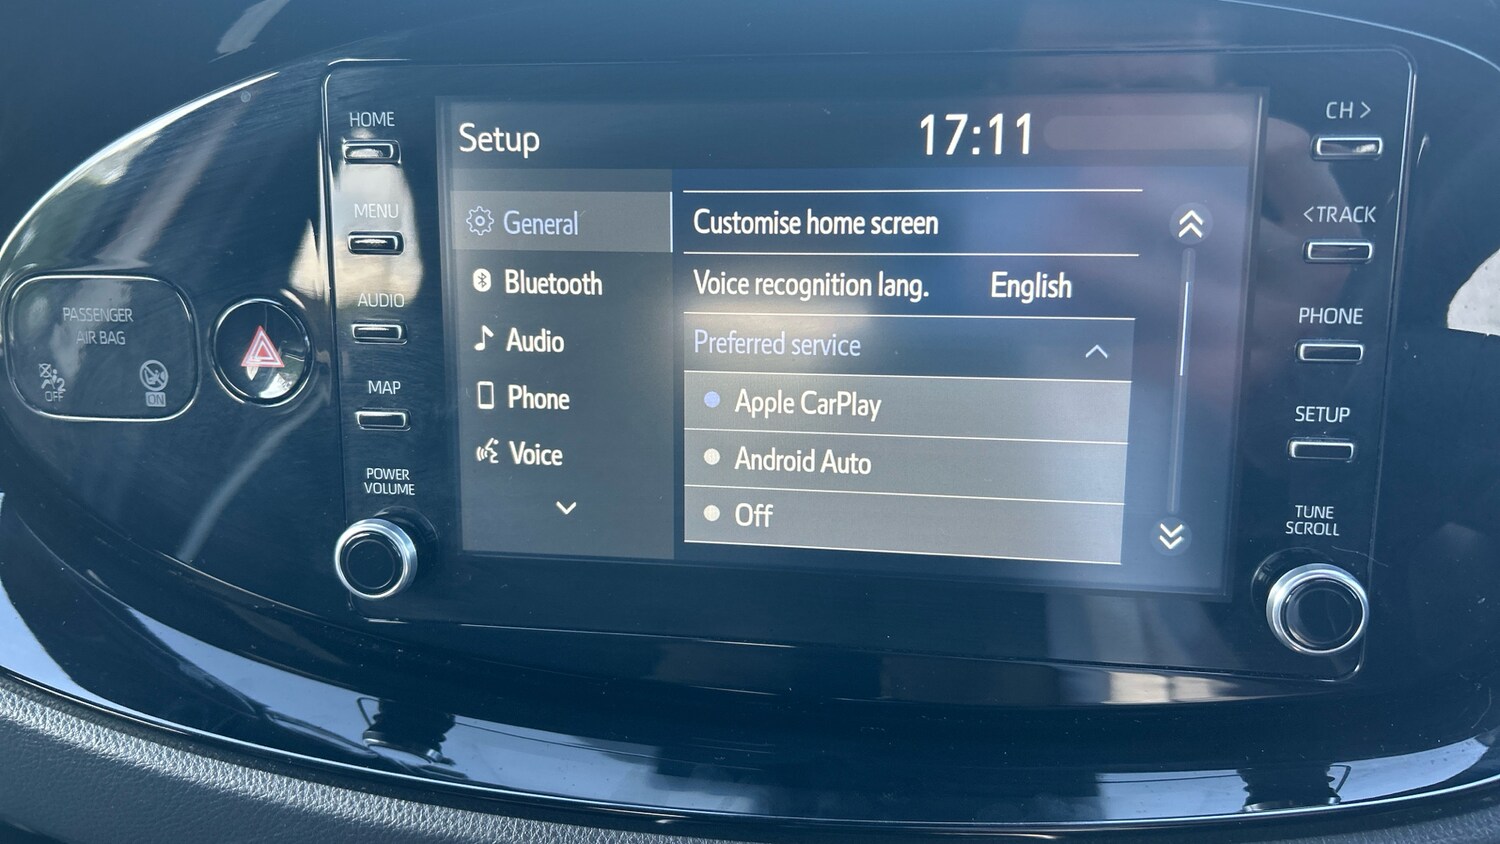 HOME
MENU
AUDIO
MAP
POWER
VOLUME
PASSENGER
AIR BAG
OFF
ON
Setup
17:11
General
Bluetooth
Audio
Phone
Voice
Customise home screen
Voice recognition lang. English
Preferred service
Apple CarPlay
Android Auto
Off
CH >
< TRACK
PHONE
SETUP
TUNE
SCROLL